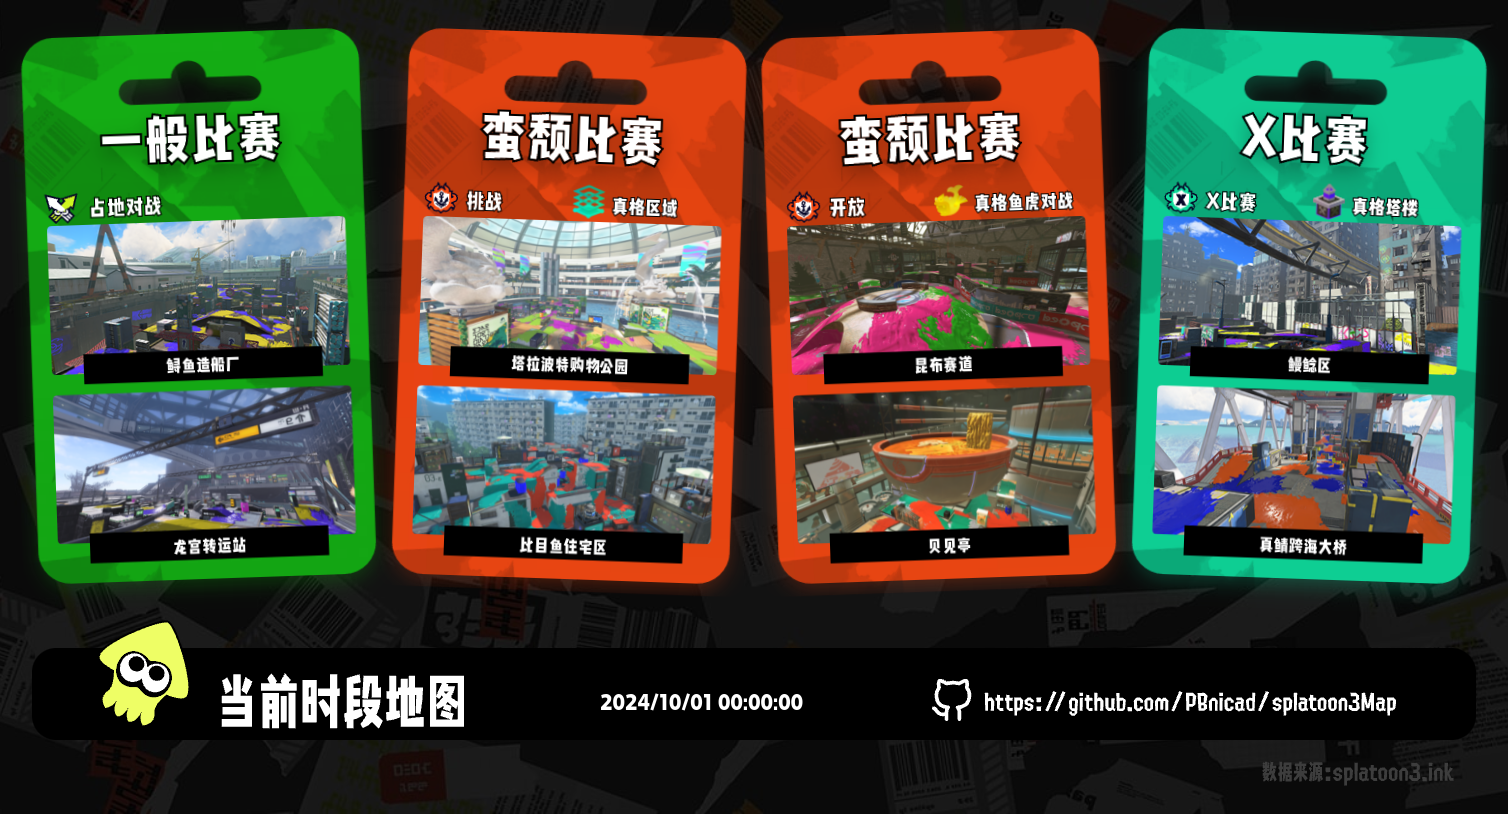 一般比赛
占地对战
鲟鱼造船厂
龙宫转运站
蛮颓比赛
挑战
真格区域
塔拉波特购物公园
比目鱼住宅区
蛮颓比赛
开放
真格鱼虎对战
昆布赛道
贝贝亭
X比赛
X比赛
真格塔楼
鳗鲶区
真鲭跨海大桥
当前时段地图
2024/10/01 00:00:00
https://github.com/PBnicad/splatoon3Map
数据来源:splatoon3.ink